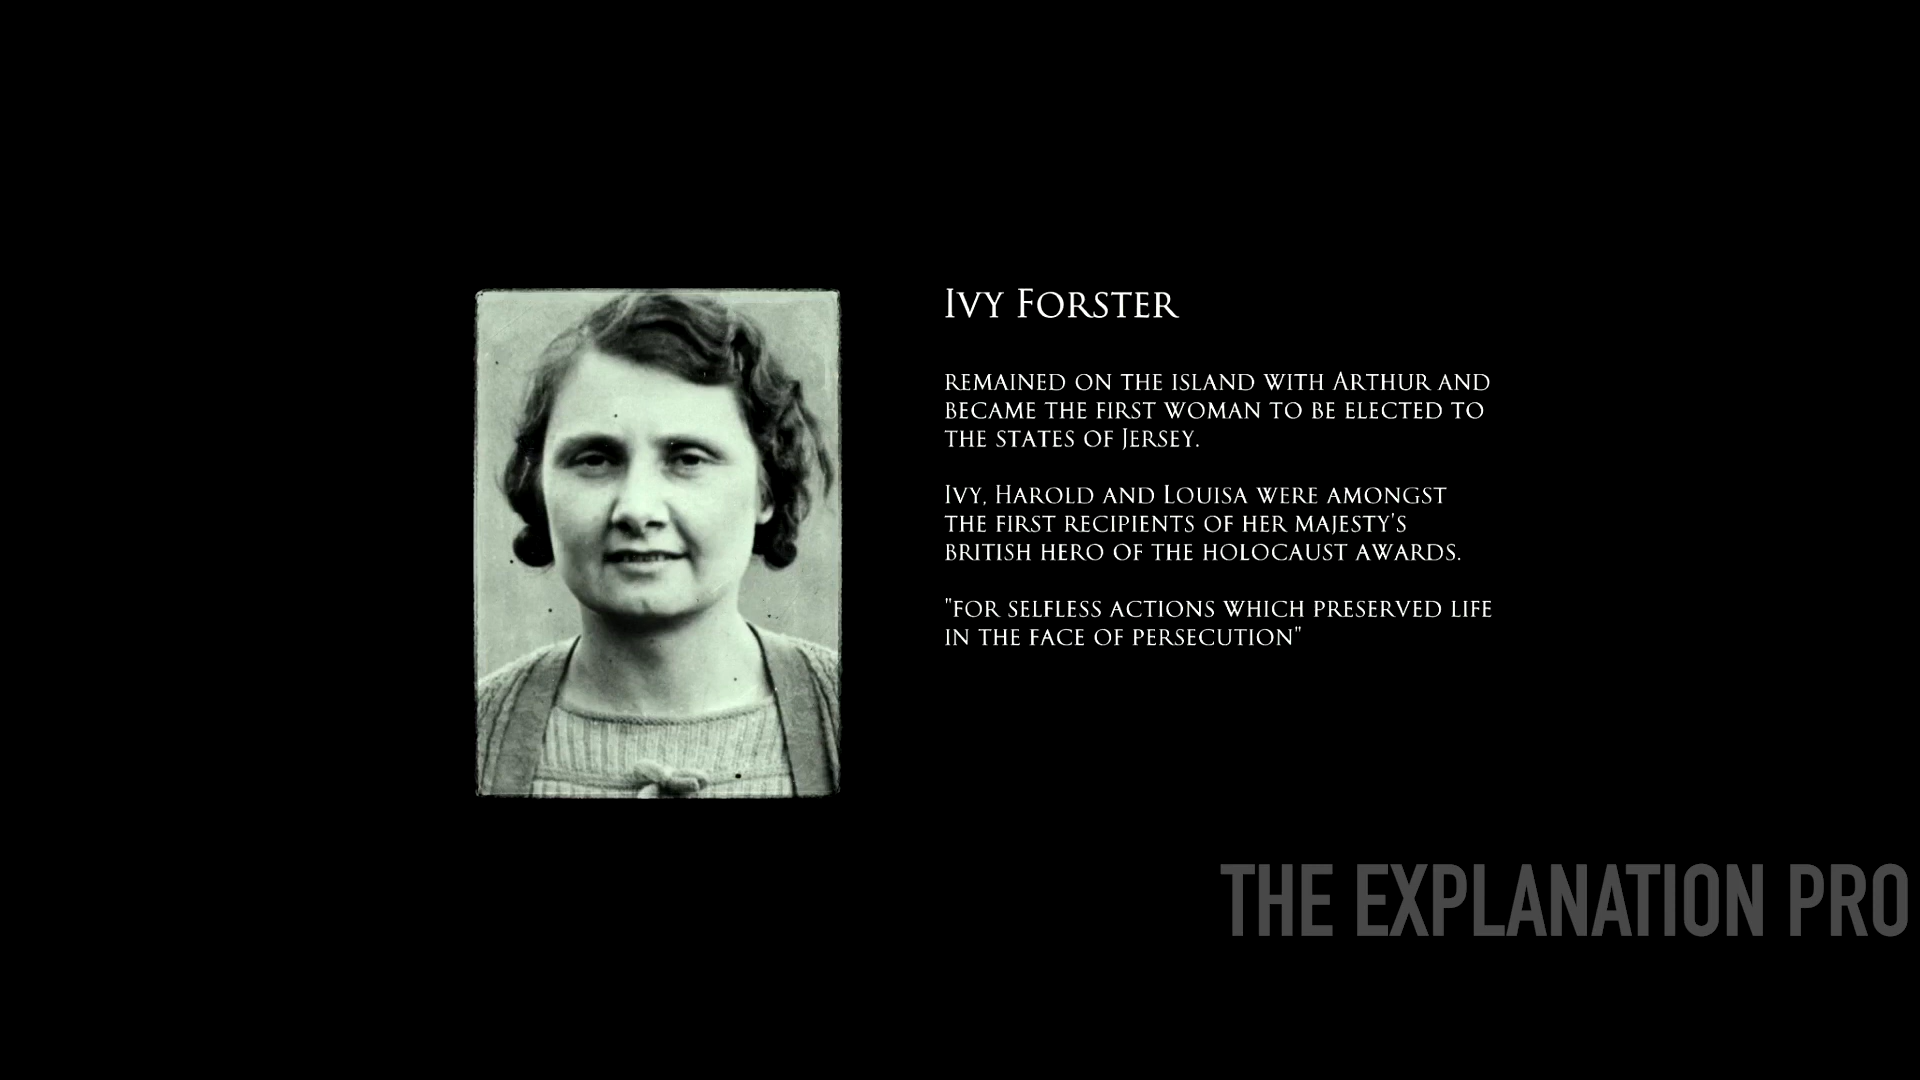 Ivy Forster
remained on the island with Arthur and
became the first woman to be elected to
the states of Jersey.
Ivy, Harold and Louisa were amongst
the first recipients of her majesty's
British hero of the holocaust awards.
"for selfless actions which preserved life
in the face of persecution"
THE EXPLANATION PRO